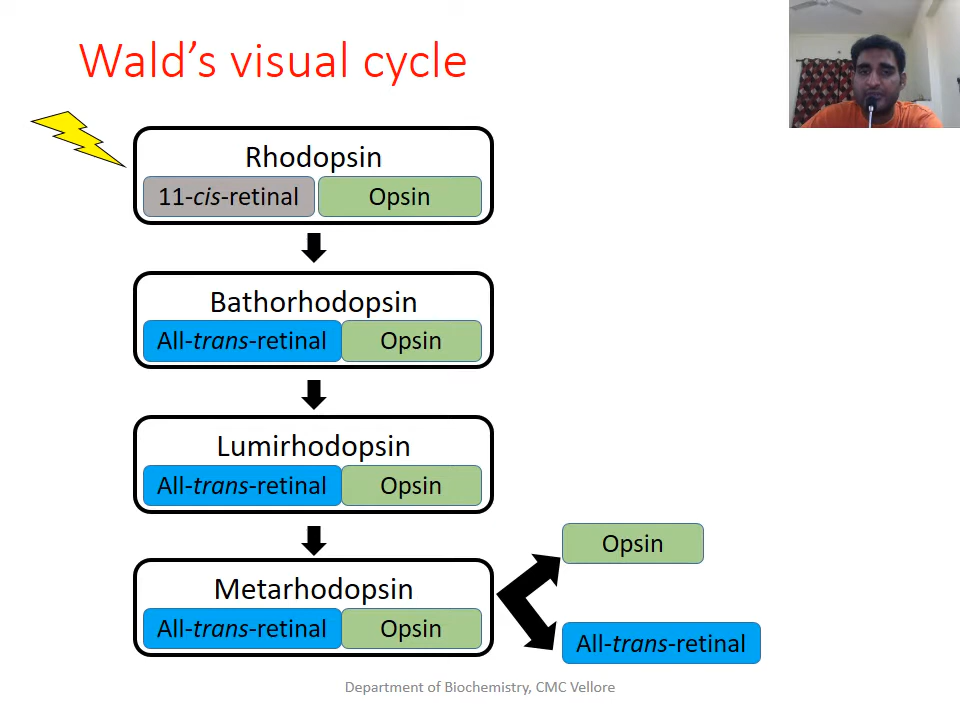 Wald’s visual cycle
Rhodopsin
11-cis-retinal Opsin
Bathorhodopsin
All-trans-retinal Opsin
Lumirhodopsin
All-trans-retinal Opsin
Opsin
Metarhodopsin
All-trans-retinal Opsin
All-trans-retinal
Department of Biochemistry, CMC Vellore